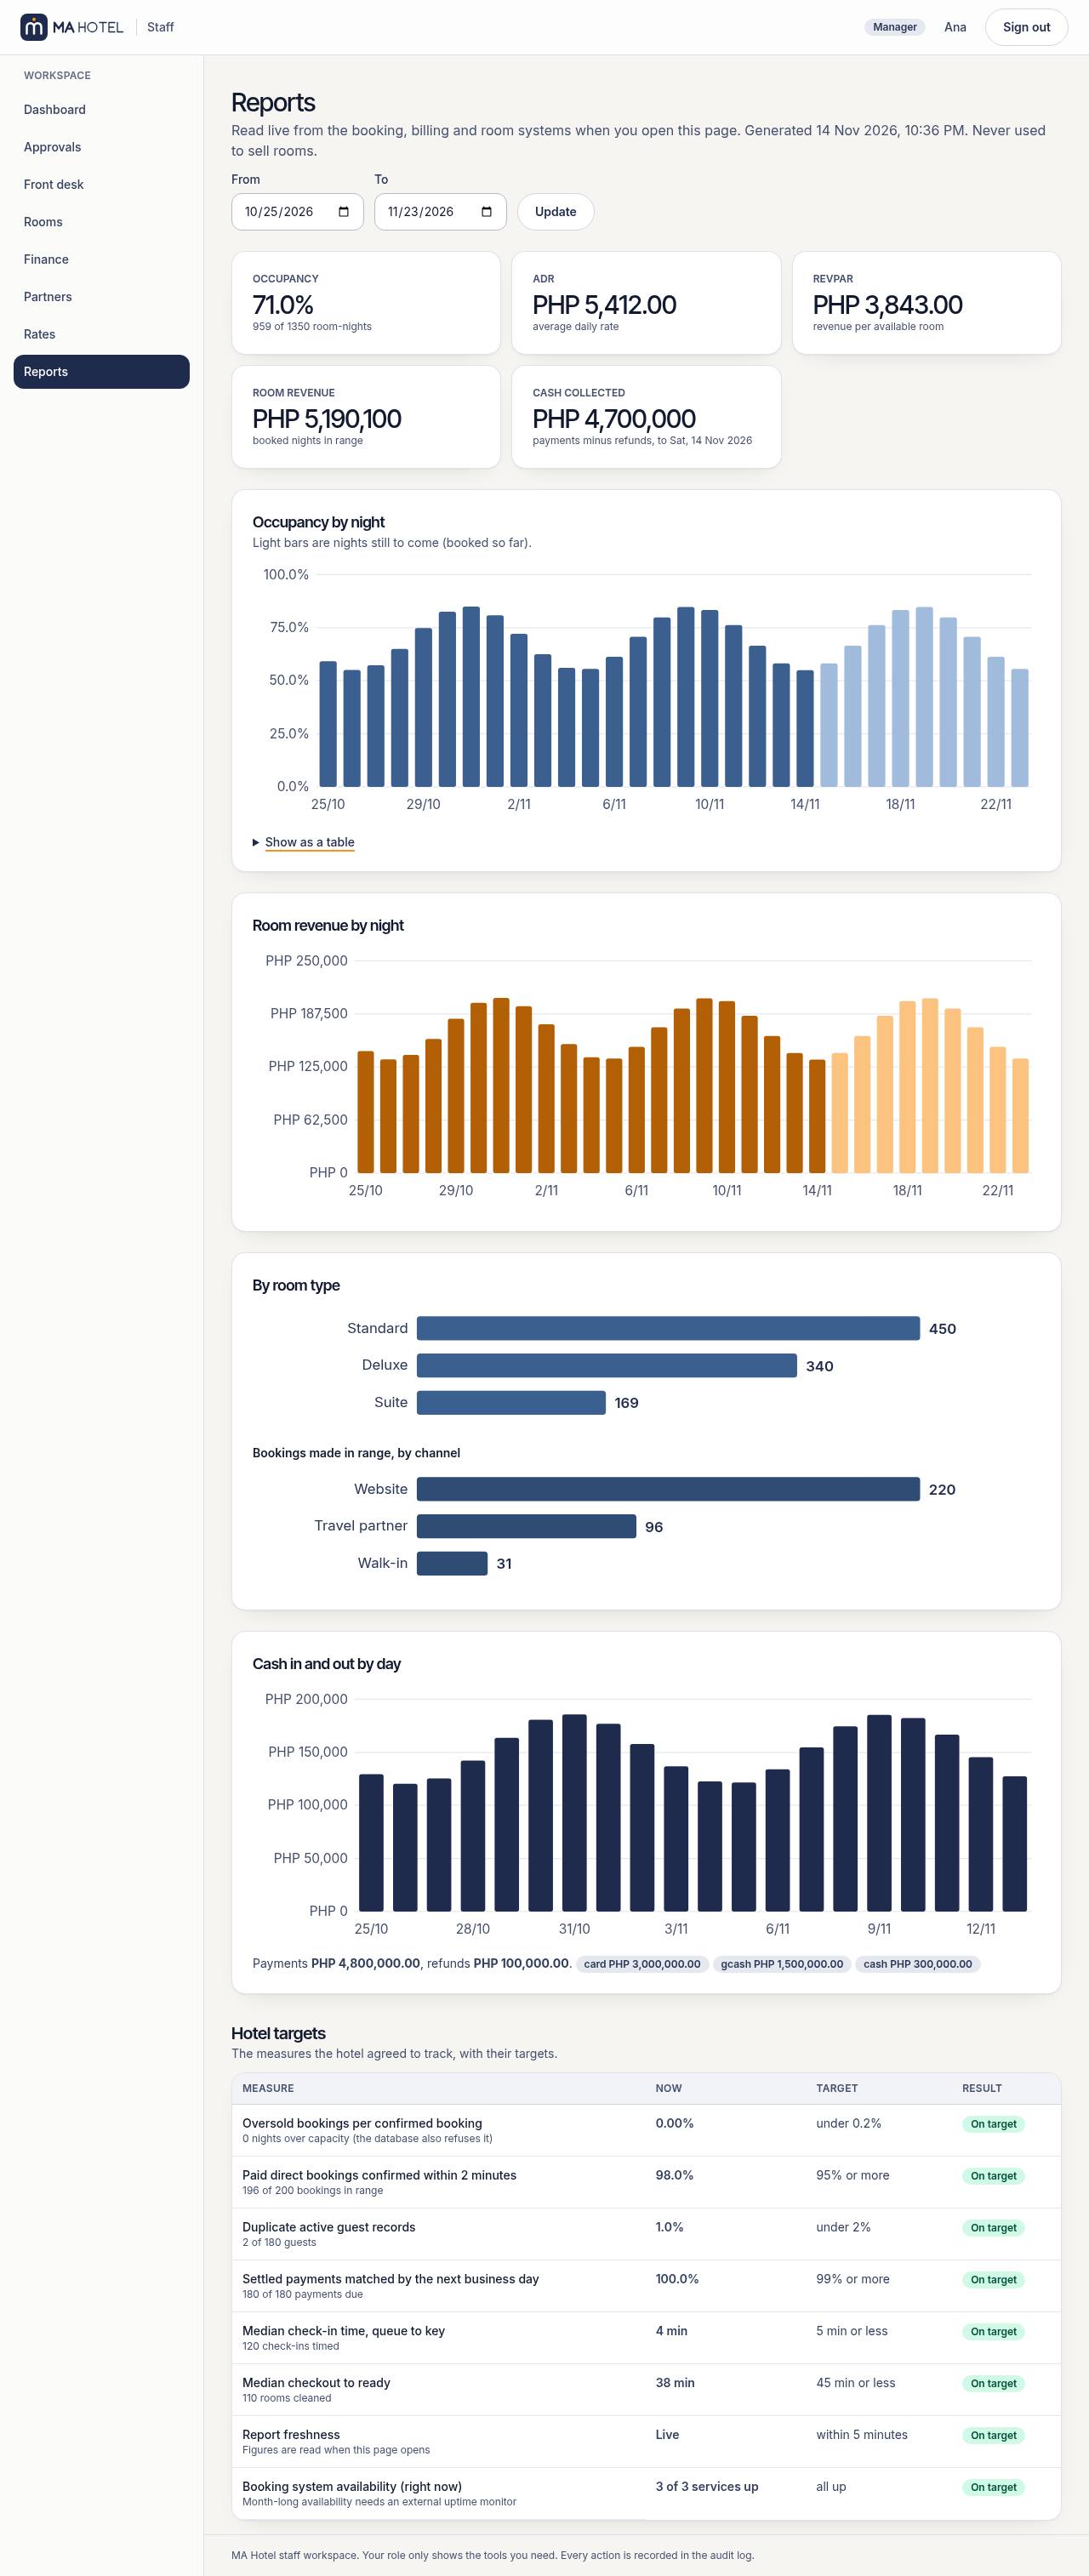 MA HOTEL
Staff
Manager
Ana
Sign out
WORKSPACE
Dashboard
Approvals
Front desk
Rooms
Finance
Partners
Rates
Reports
Reports
Read live from the booking, billing and room systems when you open this page. Generated 14 Nov 2026, 10:36 PM. Never used
to sell rooms.
From
To
10/25/2026
11/23/2026
Update
OCCUPANCY
71.0%
959 of 1350 room-nights
ADR
PHP 5,412.00
average daily rate
REVPAR
PHP 3,843.00
revenue per available room
ROOM REVENUE
PHP 5,190,100
booked nights in range
CASH COLLECTED
PHP 4,700,000
payments minus refunds, to Sat, 14 Nov 2026
Occupancy by night
Light bars are nights still to come (booked so far).
100.0%
75.0%
50.0%
25.0%
0.0%
25/10 29/10 2/11 6/11 10/11 14/11 18/11 22/11
Show as a table
Room revenue by night
PHP 250,000
PHP 187,500
PHP 125,000
PHP 62,500
PHP 0
25/10 29/10 2/11 6/11 10/11 14/11 18/11 22/11
By room type
Standard 450
Deluxe 340
Suite 169
Bookings made in range, by channel
Website 220
Travel partner 96
Walk-in 31
Cash in and out by day
PHP 200,000
PHP 150,000
PHP 100,000
PHP 50,000
PHP 0
25/10 28/10 31/10 3/11 6/11 9/11 12/11
Payments PHP 4,800,000.00, refunds PHP 100,000.00. card PHP 3,000,000.00 gcash PHP 1,500,000.00 cash PHP 300,000.00
Hotel targets
The measures the hotel agreed to track, with their targets.
MEASURE NOW TARGET RESULT
Oversold bookings per confirmed booking 0.00% under 0.2% On target
0 nights over capacity (the database also refuses it)
Paid direct bookings confirmed within 2 minutes 98.0% 95% or more On target
196 of 200 bookings in range
Duplicate active guest records 1.0% under 2% On target
2 of 180 guests
Settled payments matched by the next business day 100.0% 99% or more On target
180 of 180 payments due
Median check-in time, queue to key 4 min 5 min or less On target
120 check-ins timed
Median checkout to ready 38 min 45 min or less On target
110 rooms cleaned
Report freshness Live within 5 minutes On target
Figures are read when this page opens
Booking system availability (right now) 3 of 3 services up all up On target
Month-long availability needs an external uptime monitor
MA Hotel staff workspace. Your role only shows the tools you need. Every action is recorded in the audit log.